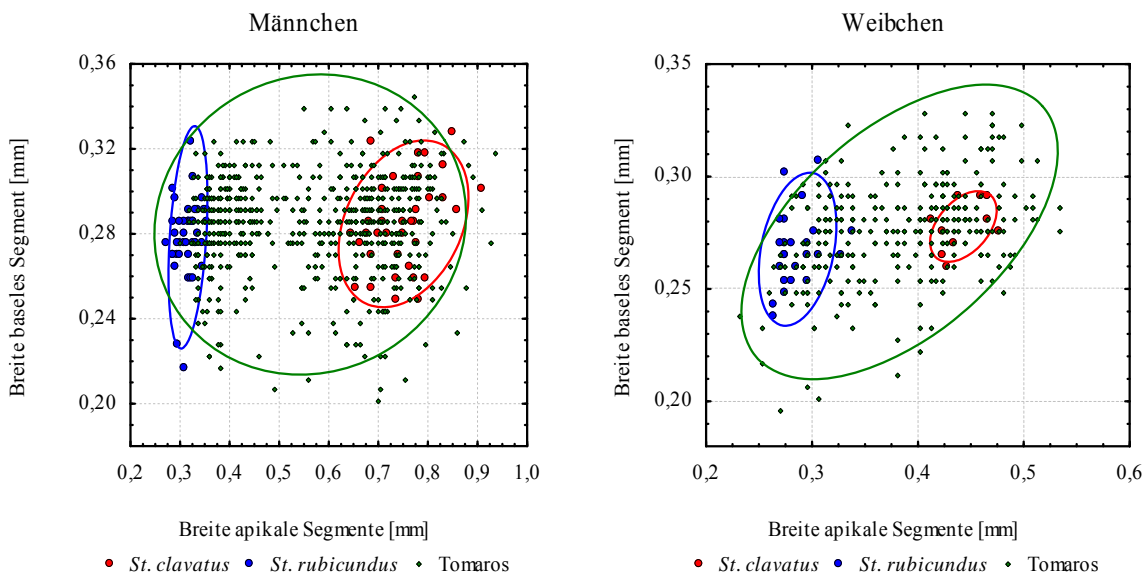 Männchen
Weibchen
0,36
0,32
0,28
0,24
0,20
Breite baseles Segment [mm]
0,2 0,3 0,4 0,5 0,6 0,7 0,8 0,9 1,0
Breite apikale Segmente [mm]
St. clavatus St. rubicundus Tomaros
0,35
0,30
0,25
0,20
Breite basales Segment [mm]
0,2 0,3 0,4 0,5 0,6
Breite apikale Segmente [mm]
St. clavatus St. rubicundus Tomaros